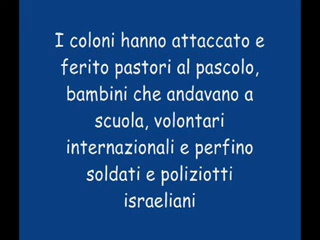 I coloni hanno attaccato e
ferito pastori al pascolo,
bambini che andavano a
scuola, volontari
internazionali e perfino
soldati e poliziotti
israeliani